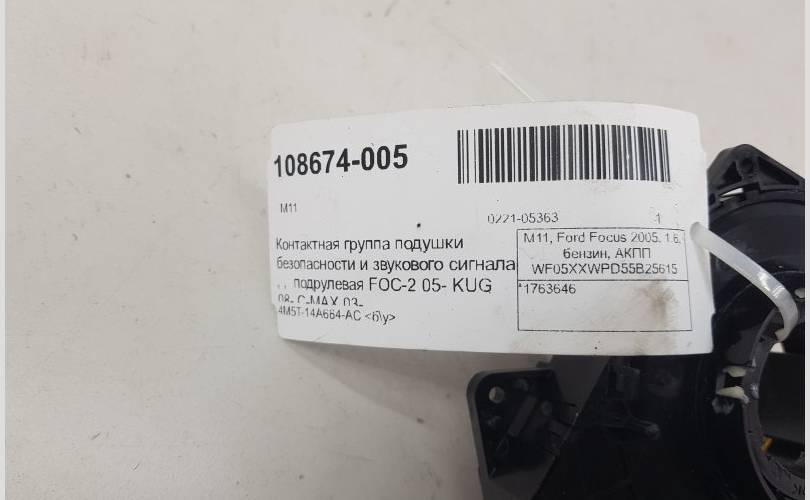 108674-005
M11
0221-05363 1
Контактная группа подушки
безопасности и звукового сигнала
, , подрулевая FOC-2 05- KUG
08- C-MAX 03-
4M5T-14A664-AC <б\у>
M11, Ford Focus 2005, 1.6,
бензин, АКПП
WF05XXWPD55B25615
*1763646